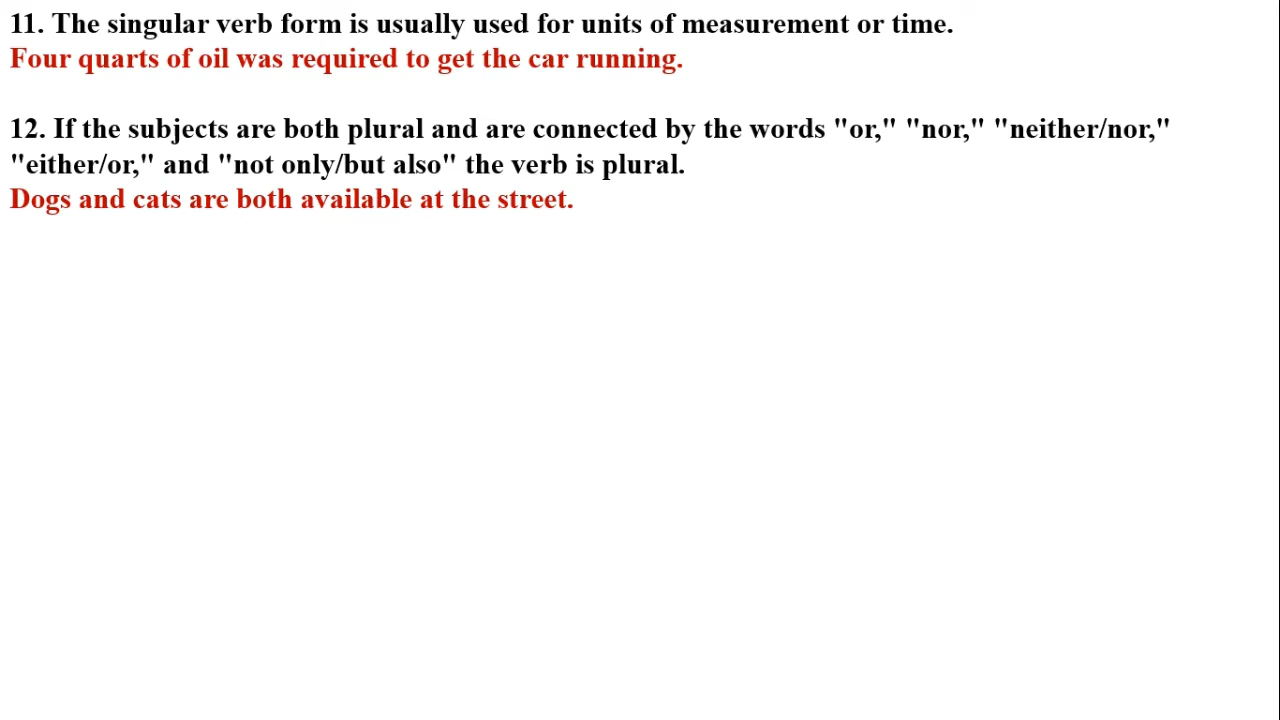 11. The singular verb form is usually used for units of measurement or time.
Four quarts of oil was required to get the car running.
12. If the subjects are both plural and are connected by the words "or," "nor," "neither/nor,"
"either/or," and "not only/but also" the verb is plural.
Dogs and cats are both available at the street.